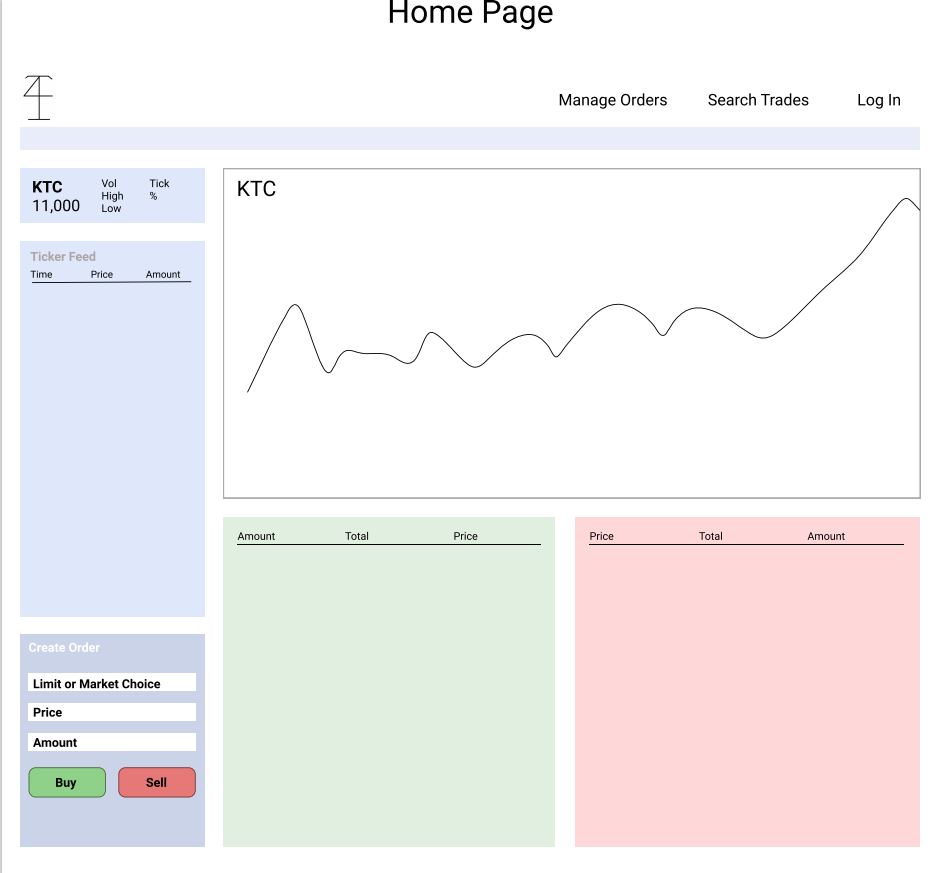 Home Page
Manage Orders Search Trades Log In
KTC
11,000
Vol
High
Low
Tick
%
KTC
Ticker Feed
Time Price Amount
Amount Total Price
Price Total Amount
Create Order
Limit or Market Choice
Price
Amount
Buy Sell